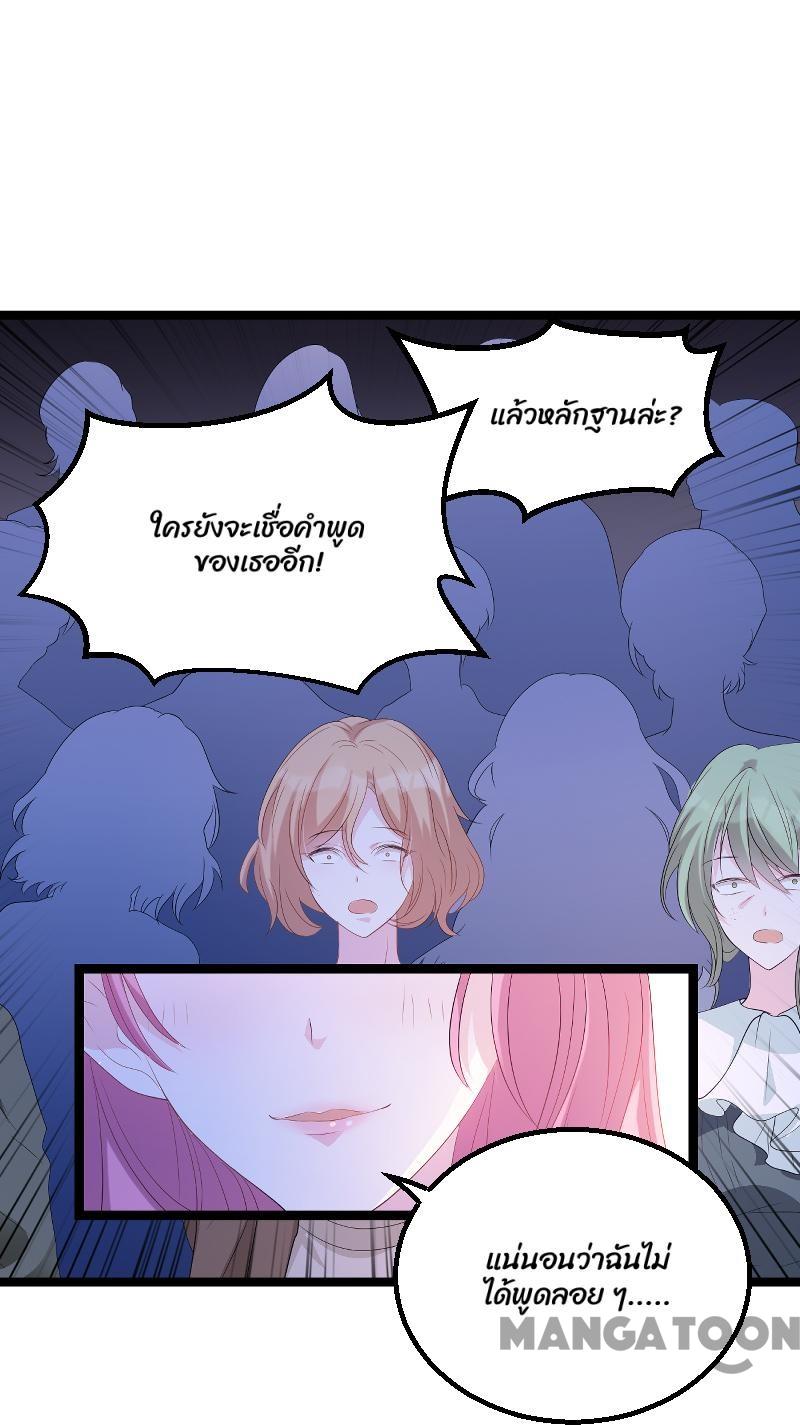 แล้วหลักฐานล่ะ?
ใครยังจะเชื่อคำพูด
ของเธออีก!
แน่นอนว่าฉันไม่
ได้พูดลอย ๆ.....
MANGATOON